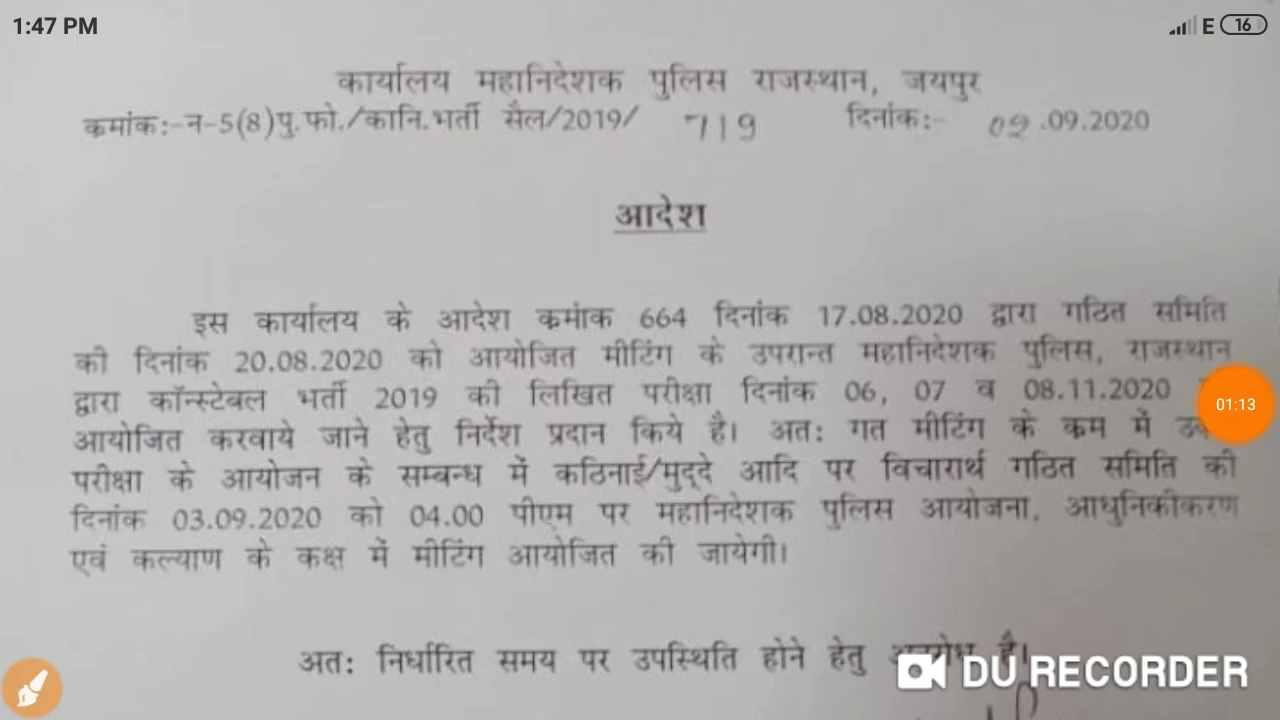 1:47 PM
E 16
कार्यालय महानिदेशक पुलिस राजस्थान, जयपुर
कमांक:-न-5(8)पु.फो./कानि.भर्ती सैल/2019/ 719 दिनांक:- 02.09.2020
आदेश
इस कार्यालय के आदेश कमांक 664 दिनांक 17.08.2020 द्वारा गठित समिति
की दिनांक 20.08.2020 को आयोजित मीटिंग के उपरान्त महानिदेशक पुलिस, राजस्थान
द्वारा कॉन्स्टेबल भर्ती 2019 की लिखित परीक्षा दिनांक 06, 07 व 08.11.2020
01:13
आयोजित करवाये जाने हेतु निर्देश प्रदान किये है। अतः गत मीटिंग के कम में
परीक्षा के आयोजन के सम्बन्ध में कठिनाई/मुद्दे आदि पर विचारार्थ गठित समिति की
दिनांक 03.09.2020 को 04.00 पीएम पर महानिदेशक पुलिस आयोजना, आधुनिकीकरण
एवं कल्याण के कक्ष में मीटिंग आयोजित की जायेगी।
अतः निर्धारित समय पर उपस्थिति होने हेतु है।
DU RECORDER